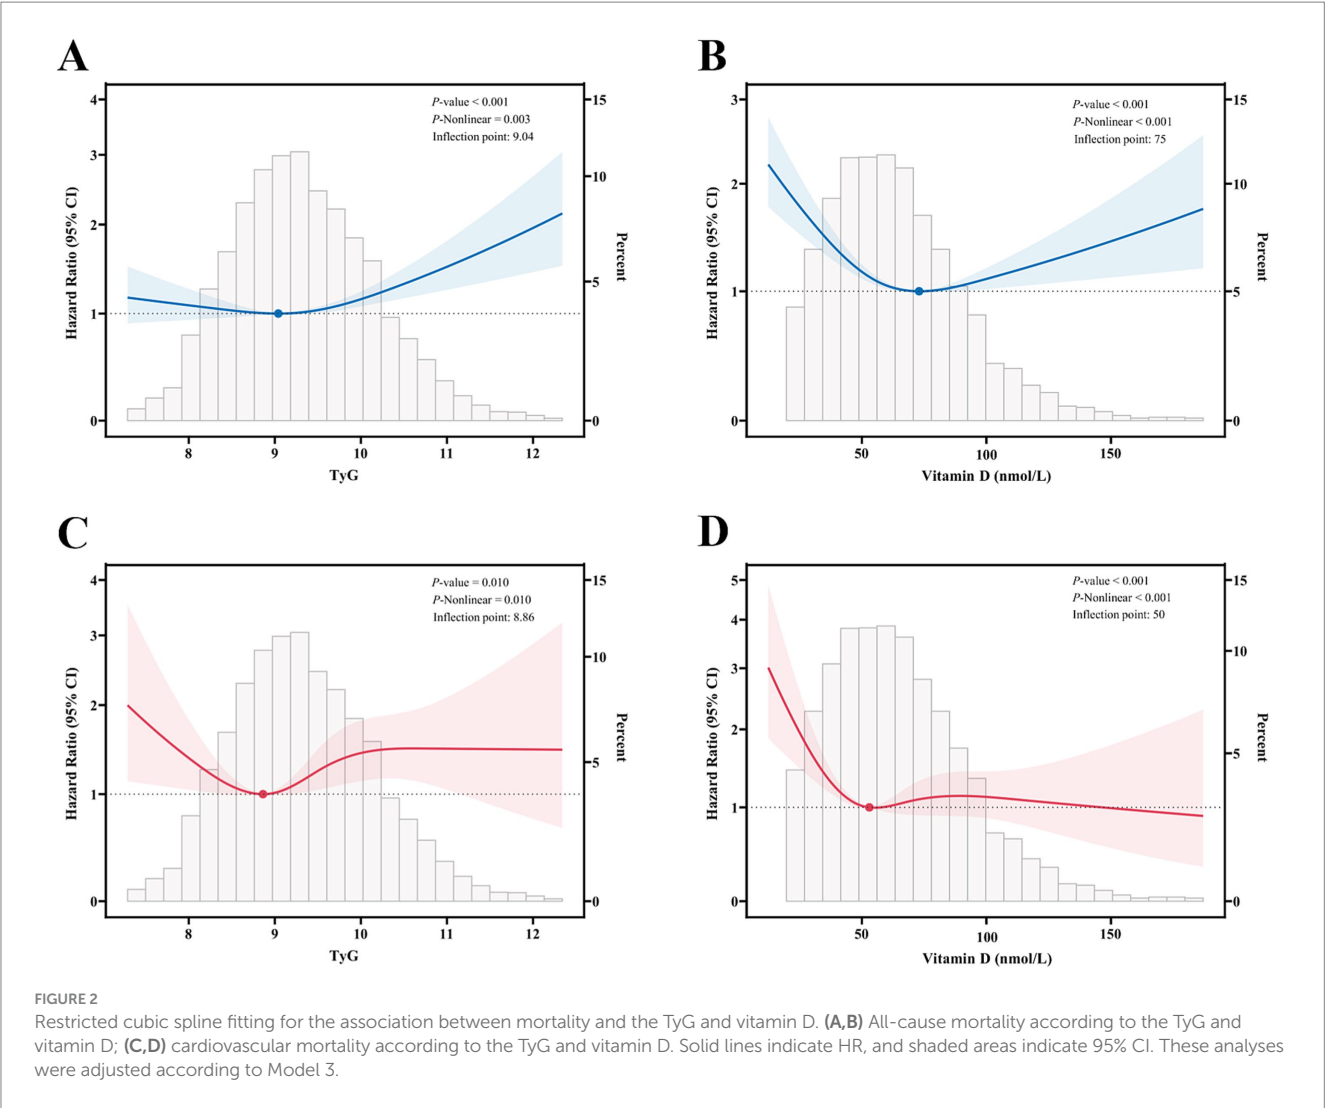 A
P-value < 0.001
P-Nonlinear = 0.003
Inflection point: 9.04
Hazard Ratio (95% CI)
4
3
2
1
0
15
10
5
0
Percent
8 9 10 11 12
TyG
B
P-value < 0.001
P-Nonlinear < 0.001
Inflection point: 75
Hazard Ratio (95% CI)
3
2
1
0
15
10
5
0
Percent
50 100 150
Vitamin D (nmol/L)
C
P-value = 0.010
P-Nonlinear = 0.010
Inflection point: 8.86
Hazard Ratio (95% CI)
4
3
2
1
0
15
10
5
0
Percent
8 9 10 11 12
TyG
D
P-value < 0.001
P-Nonlinear < 0.001
Inflection point: 50
Hazard Ratio (95% CI)
5
4
3
2
1
0
15
10
5
0
Percent
50 100 150
Vitamin D (nmol/L)
FIGURE 2
Restricted cubic spline fitting for the association between mortality and the TyG and vitamin D. (A,B) All-cause mortality according to the TyG and
vitamin D; (C,D) cardiovascular mortality according to the TyG and vitamin D. Solid lines indicate HR, and shaded areas indicate 95% CI. These analyses
were adjusted according to Model 3.